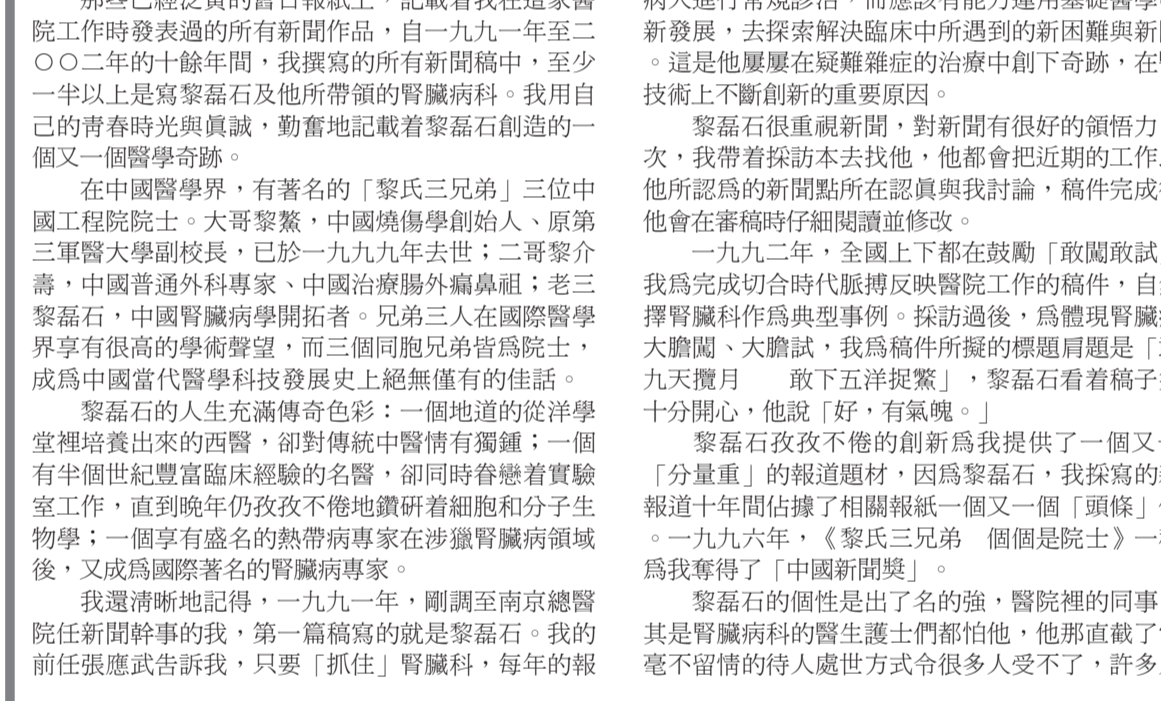 院工作時發表過的所有新聞作品，自一九九一年至二
〇〇二年的十餘年間，我撰寫的所有新聞稿中，至少
一半以上是寫黎磊石及他所帶領的腎臟病科。我用自
己的靑春時光與眞誠，勤奮地記載着黎磊石創造的一
個又一個醫學奇跡。
在中國醫學界，有著名的「黎氏三兄弟」三位中
國工程院院士。大哥黎鰲，中國燒傷學創始人、原第
三軍醫大學副校長，已於一九九九年去世；二哥黎介
壽，中國普通外科專家、中國治療腸外瘺鼻祖；老三
黎磊石，中國腎臟病學開拓者。兄弟三人在國際醫學
界享有很高的學術聲望，而三個同胞兄弟皆爲院士，
成爲中國當代醫學科技發展史上絕無僅有的佳話。
黎磊石的人生充滿傳奇色彩：一個地道的從洋學
堂裡培養出來的西醫，卻對傳統中醫情有獨鍾；一個
有半個世紀豐富臨床經驗的名醫，卻同時眷戀着實驗
室工作，直到晚年仍孜孜不倦地鑽硏着細胞和分子生
物學；一個享有盛名的熱帶病專家在涉獵腎臟病領域
後，又成爲國際著名的腎臟病專家。
我還淸晰地記得，一九九一年，剛調至南京總醫
院任新聞幹事的我，第一篇稿寫的就是黎磊石。我的
前任張應武告訴我，只要「抓住」腎臟科，每年的報
新發展，去探索解決臨床中所遇到的新困難與新
。這是他屢屢在疑難雜症的治療中創下奇跡，在
技術上不斷創新的重要原因。
黎磊石很重視新聞，對新聞有很好的領悟力
次，我帶着採訪本去找他，他都會把近期的工作
他所認爲的新聞點所在認眞與我討論，稿件完成
他會在審稿時仔細閱讀並修改。
一九九二年，全國上下都在鼓勵「敢闖敢試
我爲完成切合時代脈搏反映醫院工作的稿件，自
擇腎臟科作爲典型事例。採訪過後，爲體現腎臟
大膽闖、大膽試，我爲稿件所擬的標題肩題是「
九天攬月　敢下五洋捉鱉」，黎磊石看着稿子
十分開心，他說「好，有氣魄。」
黎磊石孜孜不倦的創新爲我提供了一個又
「分量重」的報道題材，因爲黎磊石，我採寫的
報道十年間佔據了相關報紙一個又一個「頭條」
。一九九六年，《黎氏三兄弟　個個是院士》一
爲我奪得了「中國新聞獎」。
黎磊石的個性是出了名的強，醫院裡的同事
其是腎臟病科的醫生護士們都怕他，他那直截了
毫不留情的待人處世方式令很多人受不了，許多